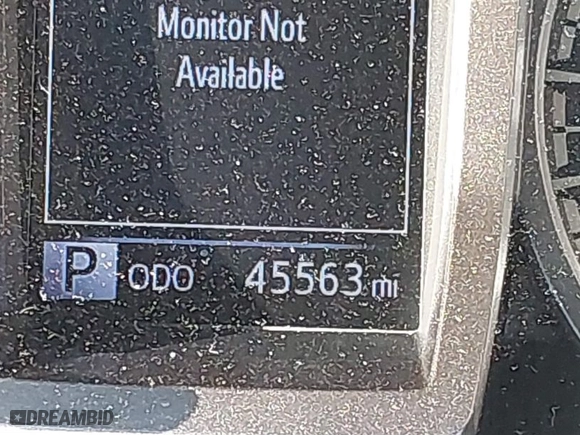 Monitor Not
Available
P ODO 45563 mi
DREAMBID